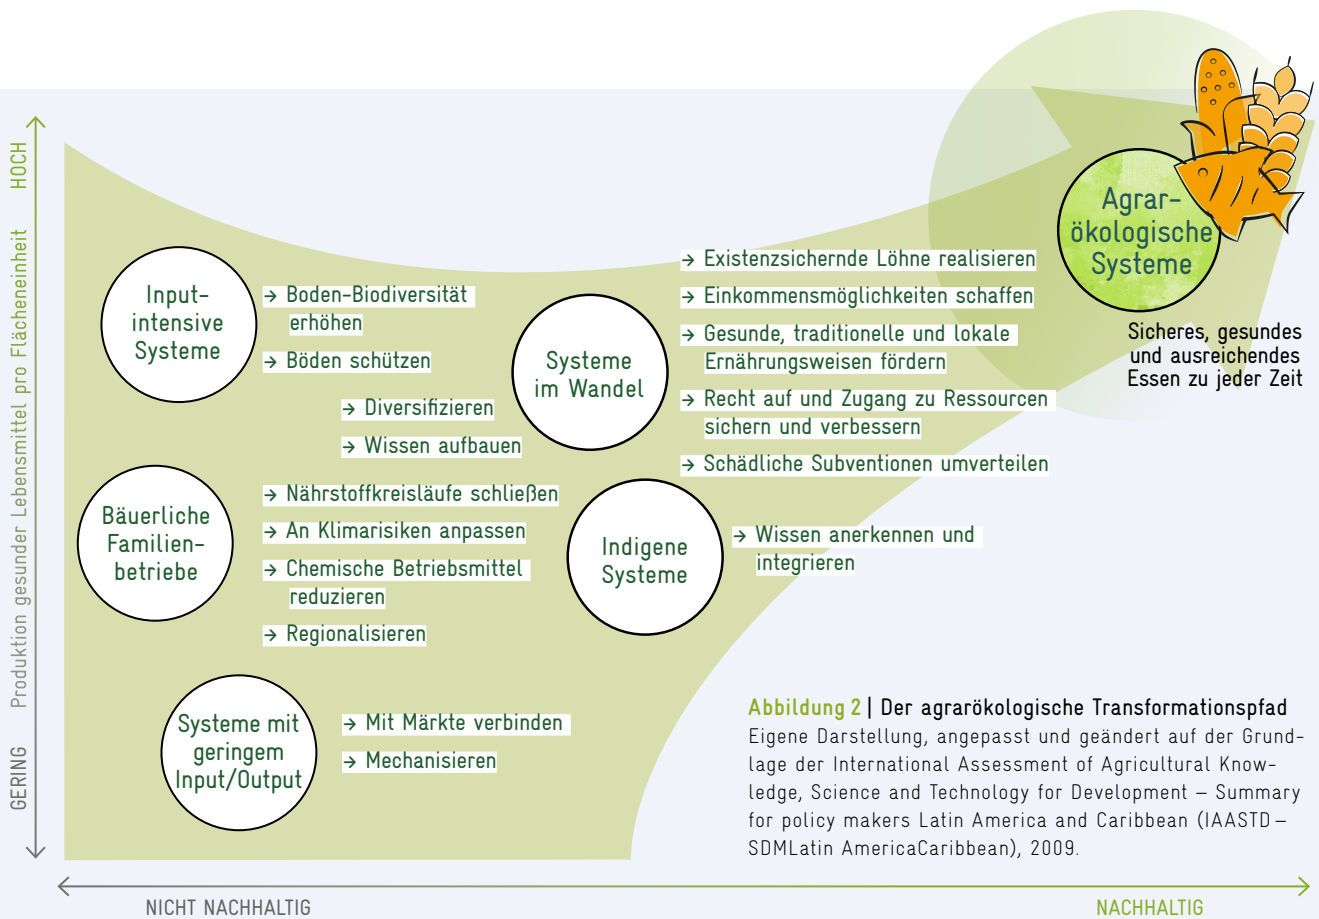 HOCH
Produktion gesunder Lebensmittel pro Flächeneinheit
GERING
Input-
intensive
Systeme
→ Boden-Biodiversität
erhöhen
→ Böden schützen
→ Diversifizieren
→ Wissen aufbauen
Bäuerliche
Familien-
betriebe
→ Nährstoffkreisläufe schließen
→ An Klimarisiken anpassen
→ Chemische Betriebsmittel
reduzieren
→ Regionalisieren
Systeme mit
geringem
Input/Output
→ Mit Märkte verbinden
→ Mechanisieren
Systeme
im Wandel
→ Existenzsichernde Löhne realisieren
→ Einkommensmöglichkeiten schaffen
→ Gesunde, traditionelle und lokale
Ernährungsweisen fördern
→ Recht auf und Zugang zu Ressourcen
sichern und verbessern
→ Schädliche Subventionen umverteilen
Indigene
Systeme
→ Wissen anerkennen und
integrieren
Agrar-
ökologische
Systeme
Sicheres, gesundes
und ausreichendes
Essen zu jeder Zeit
Abbildung 2 | Der agrarökologische Transformationspfad
Eigene Darstellung, angepasst und geändert auf der Grund-
lage der International Assessment of Agricultural Know-
ledge, Science and Technology for Development – Summary
for policy makers Latin America and Caribbean (IAASTD –
SDMLatin AmericaCaribbean), 2009.
NICHT NACHHALTIG
NACHHALTIG